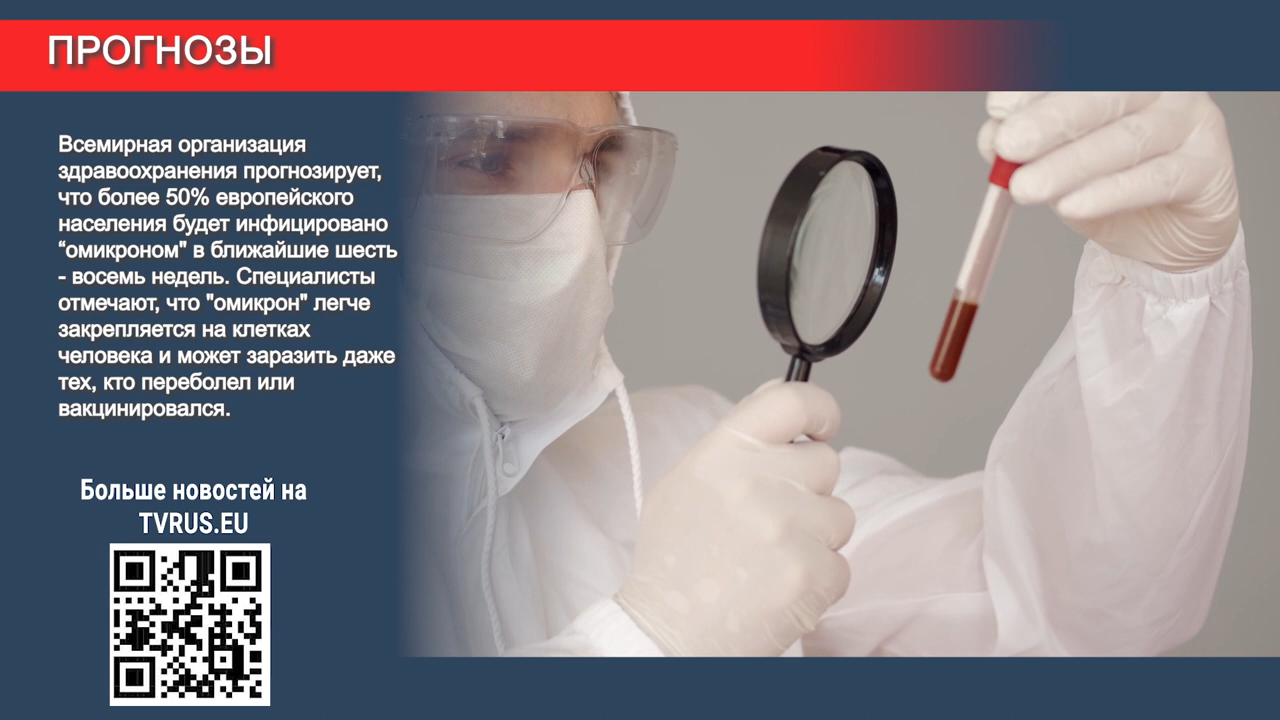 ПРОГНОЗЫ
Всемирная организация
здравоохранения прогнозирует,
что более 50% европейского
населения будет инфицировано
“омикроном" в ближайшие шесть
- восемь недель. Специалисты
отмечают, что "омикрон" легче
закрепляется на клетках
человека и может заразить даже
тех, кто переболел или
вакцинировался.
Больше новостей на
TVRUS.EU